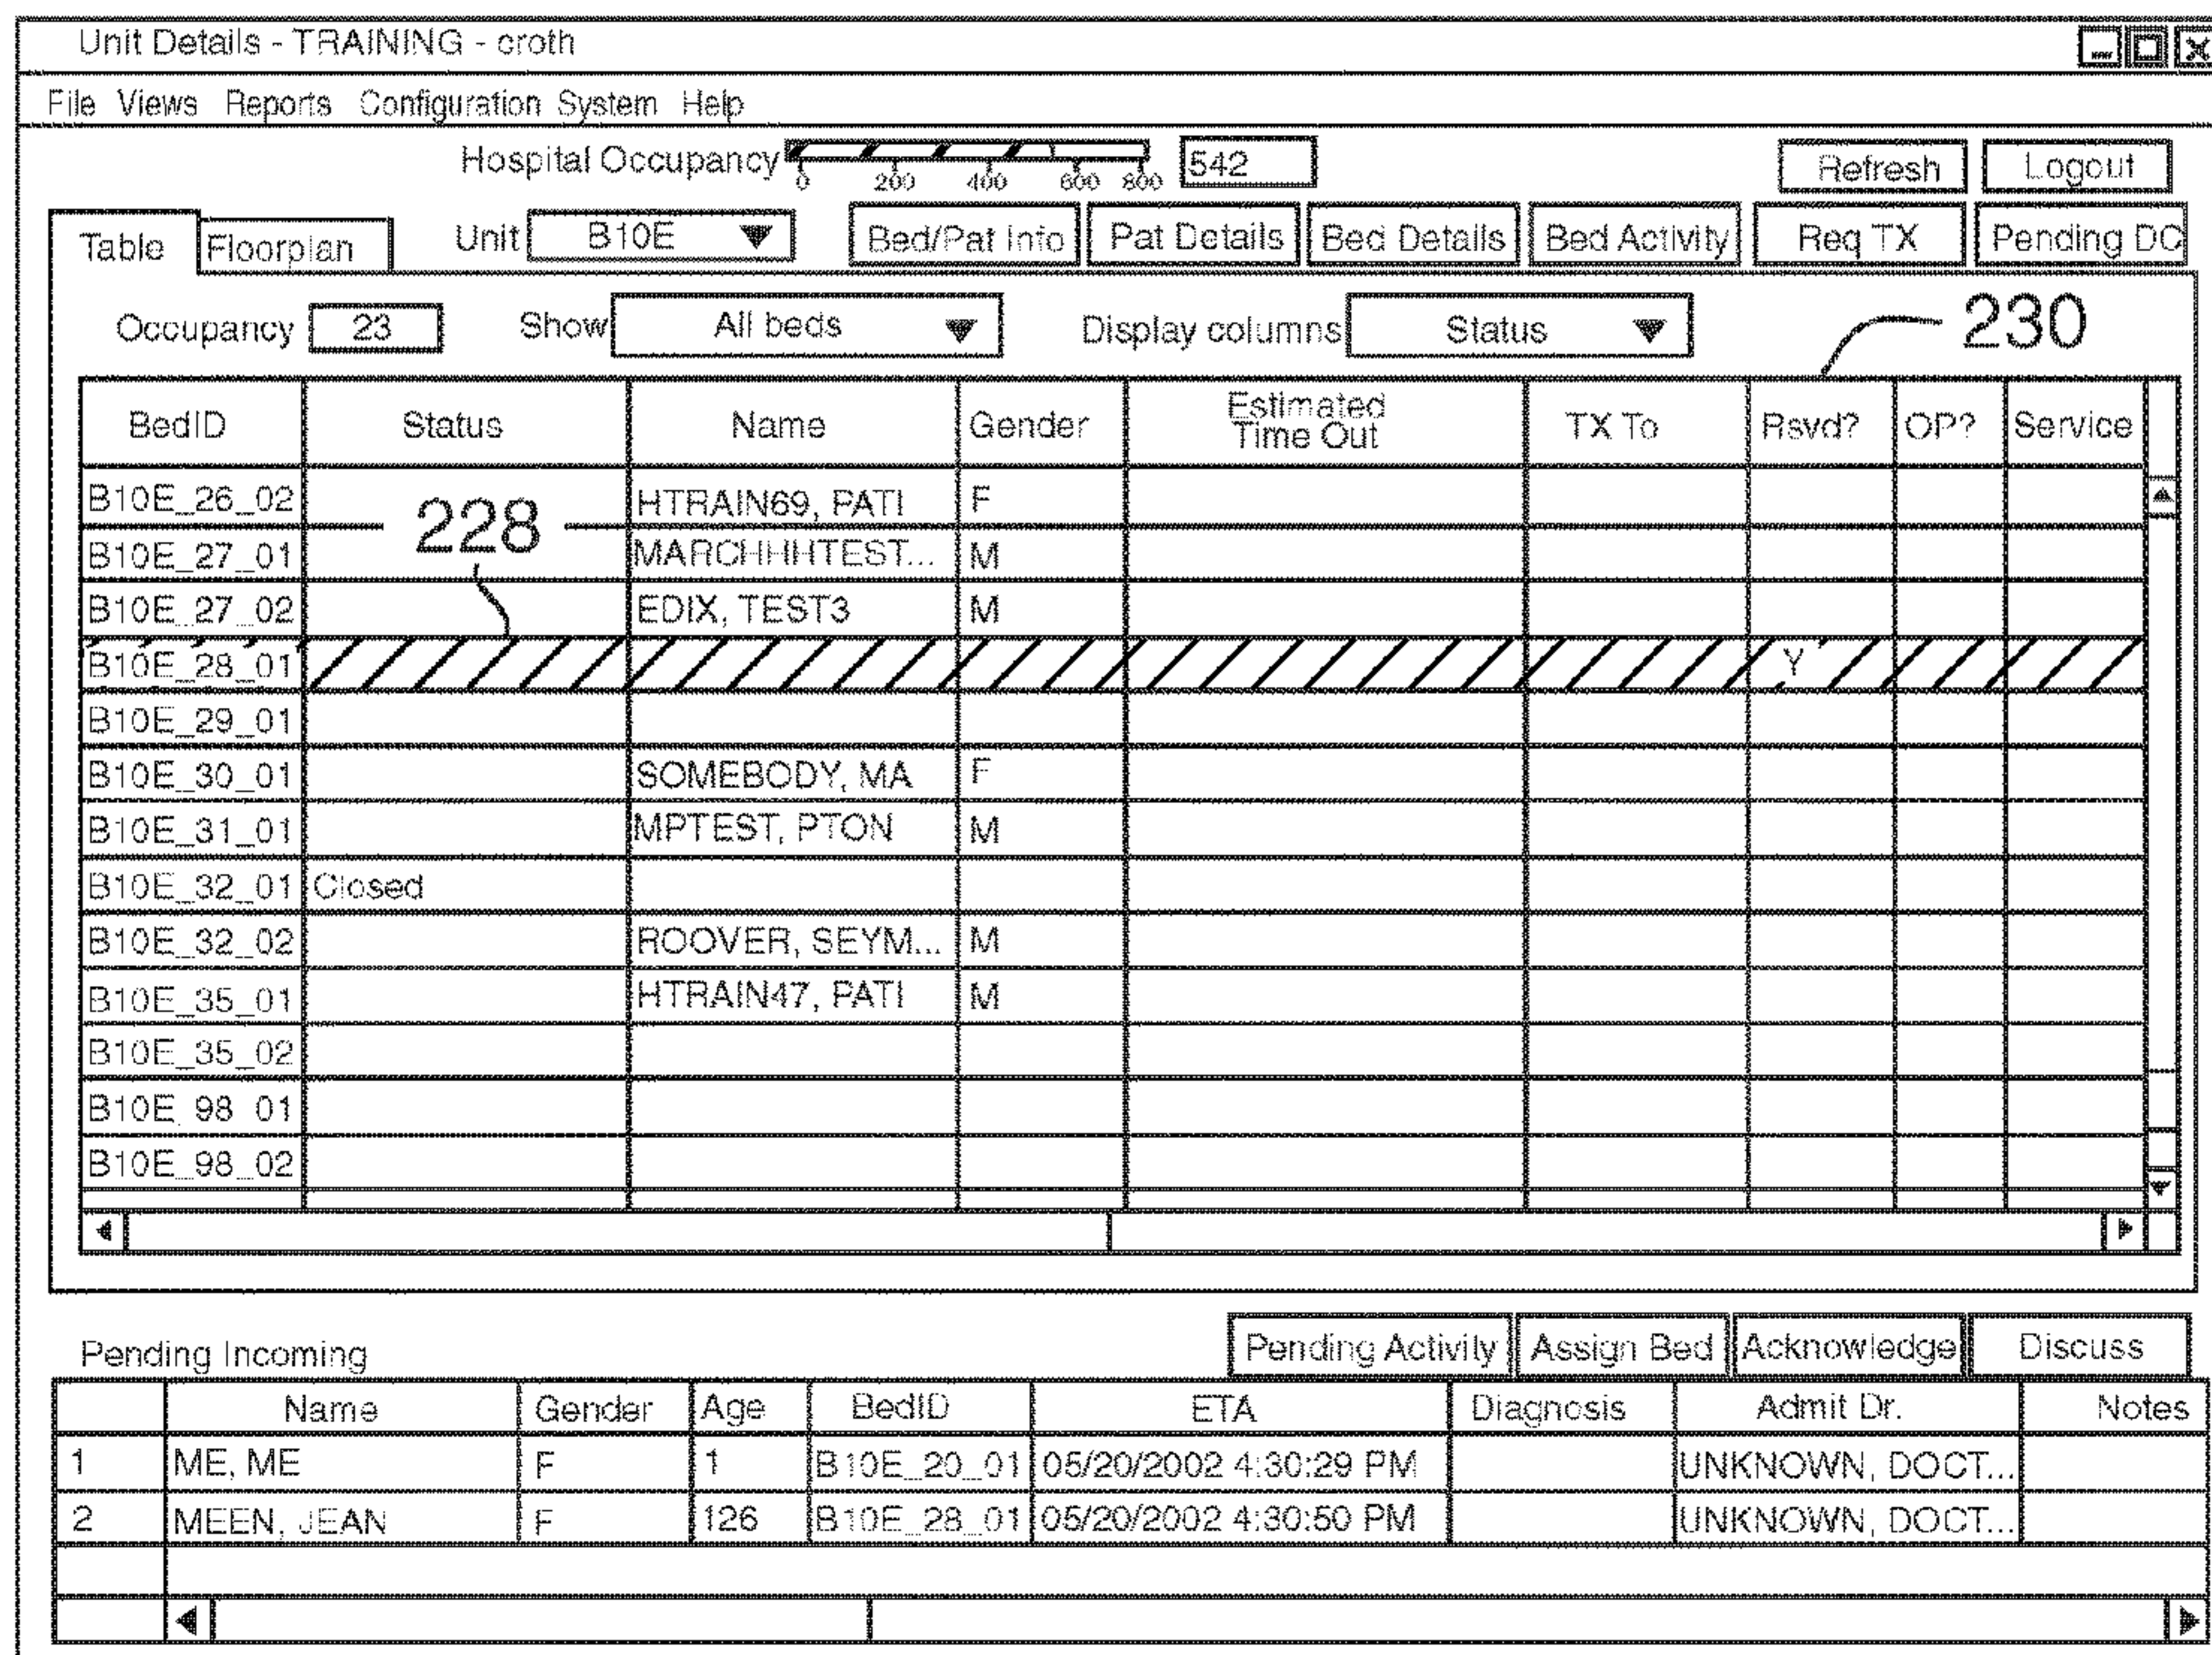 Unit Details - TRAINING - croth
File Views Reports Configuration System Help
Hospital Occupancy 0 200 400 600 800 542 Refresh Logout
Table Floorplan Unit B10E Bed/Pat Info Pat Details Bed Details Bed Activity Req TX Pending DC
Occupancy 23 Show All beds Display columns Status 230
BedID Status Name Gender Estimated Time Out TX To Rsvd? OP? Service
B10E_26_02 HTRAIN69, PATI F
228
B10E_27_01 MARCHHHTEST... M
B10E_27_02 EDIX, TEST3 M
B10E_28_01 Y
B10E_29_01
B10E_30_01 SOMEBODY, MA F
B10E_31_01 MPTEST, PTON M
B10E_32_01 Closed
B10E_32_02 ROOVER, SEYM... M
B10E_35_01 HTRAIN47, PATI M
B10E_35_02
B10E_98_01
B10E_98_02
Pending Incoming Pending Activity Assign Bed Acknowledge Discuss
Name Gender Age BedID ETA Diagnosis Admit Dr. Notes
1 ME, ME F 1 B10E_20_01 05/20/2002 4:30:29 PM UNKNOWN, DOCT...
2 MEEN, JEAN F 126 B10E_28_01 05/20/2002 4:30:50 PM UNKNOWN, DOCT...